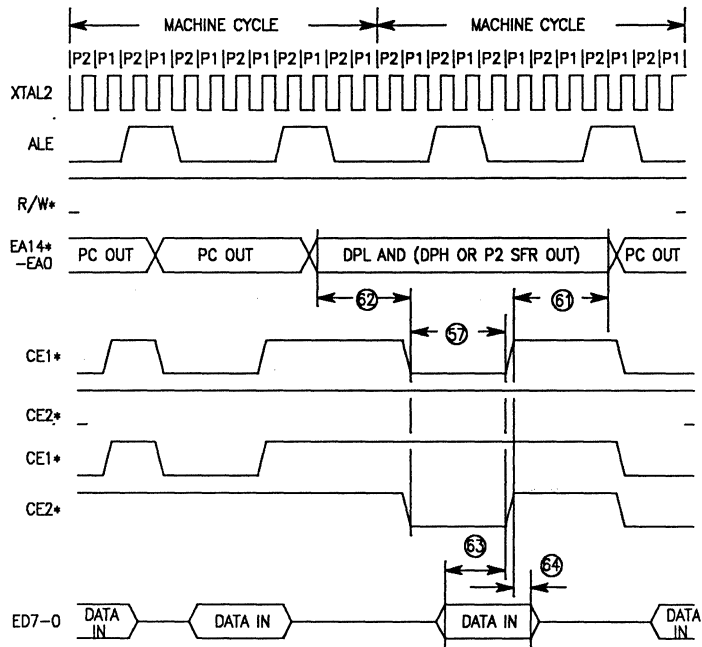 MACHINE CYCLE MACHINE CYCLE
P2 P1 P2 P1 P2 P1 P2 P1 P2 P1 P2 P1 P2 P1 P2 P1 P2 P1 P2 P1 P2 P1 P2 P1
XTAL2
ALE
R/W*
EA14*
-EA0
PC OUT PC OUT DPL AND (DPH OR P2 SFR OUT) PC OUT
62 57 61
CE1*
CE2*
CE1*
CE2*
63 64
ED7-0
DATA IN DATA IN DATA IN DATA IN